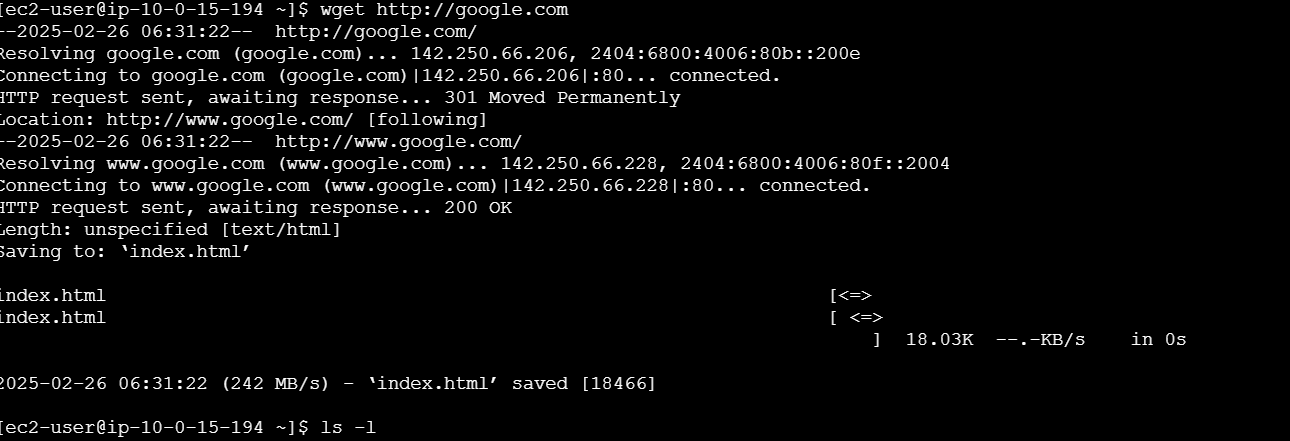 [ec2-user@ip-10-0-15-194 ~]$ wget http://google.com
--2025-02-26 06:31:22--  http://google.com/
Resolving google.com (google.com)... 142.250.66.206, 2404:6800:4006:80b::200e
Connecting to google.com (google.com)|142.250.66.206|:80... connected.
HTTP request sent, awaiting response... 301 Moved Permanently
Location: http://www.google.com/ [following]
--2025-02-26 06:31:22--  http://www.google.com/
Resolving www.google.com (www.google.com)... 142.250.66.228, 2404:6800:4006:80f::2004
Connecting to www.google.com (www.google.com)|142.250.66.228|:80... connected.
HTTP request sent, awaiting response... 200 OK
Length: unspecified [text/html]
Saving to: ‘index.html’
index.html [<=>
index.html [ <=>
] 18.03K --.-KB/s in 0s
2025-02-26 06:31:22 (242 MB/s) - ‘index.html’ saved [18466]
[ec2-user@ip-10-0-15-194 ~]$ ls -l